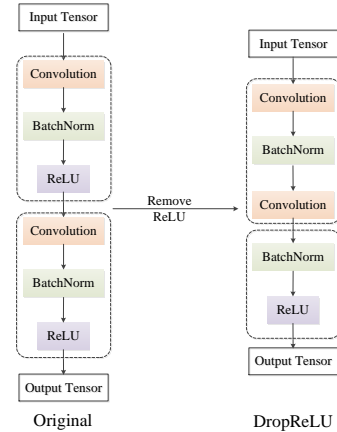 Input Tensor
Convolution
BatchNorm
ReLU
Convolution
BatchNorm
ReLU
Output Tensor
Original
Remove
ReLU
Input Tensor
Convolution
BatchNorm
Convolution
BatchNorm
ReLU
Output Tensor
DropReLU